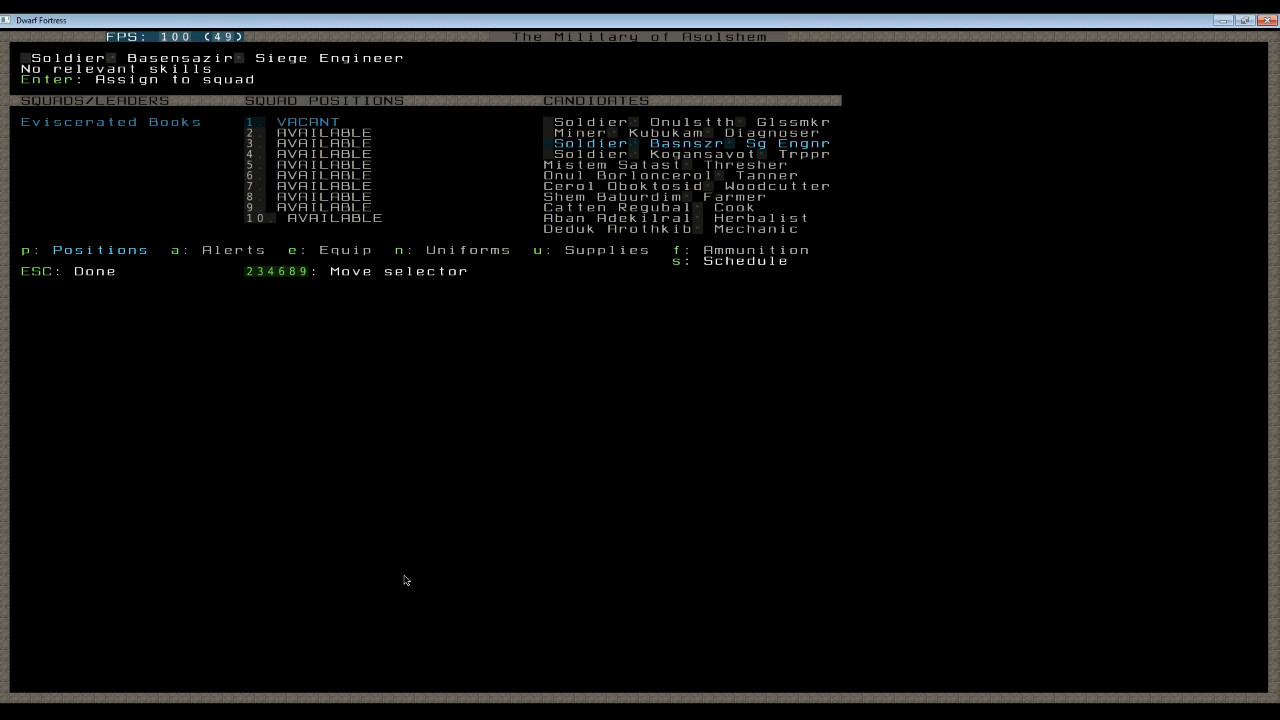 Dwarf Fortress
FPS: 100 (49) The Military of Asolshem
Soldier Basensazir Siege Engineer
No relevant skills
Enter: Assign to squad
SQUADS/LEADERS SQUAD POSITIONS CANDIDATES
Eviscerated Books 1. VACANT Soldier Onulstth Glssmkr
2. AVAILABLE Miner Kubukam Diagnoser
3. AVAILABLE Soldier Basnszr Sg Engnr
4. AVAILABLE Soldier Kogansavot Trppr
5. AVAILABLE Mistem Satast Thresher
6. AVAILABLE Onul Borloncerol Tanner
7. AVAILABLE Cerol Oboktosid Woodcutter
8. AVAILABLE Shem Baburdim Farmer
9. AVAILABLE Catten Regubal Cook
10. AVAILABLE Aban Adekilral Herbalist
Deduk Arothkib Mechanic
p: Positions a: Alerts e: Equip n: Uniforms u: Supplies f: Ammunition
s: Schedule
ESC: Done 234689: Move selector